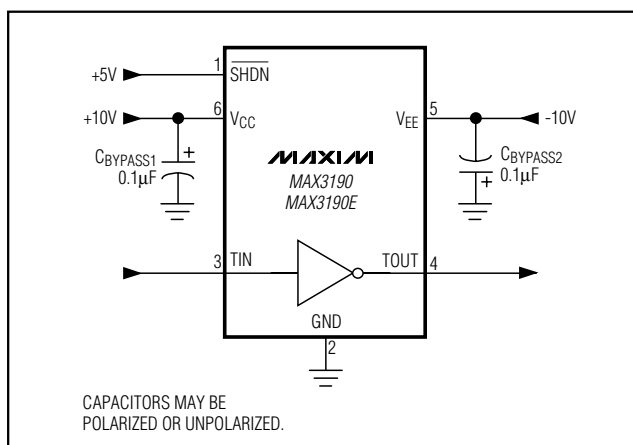 +5V
1
SHDN
+10V
6
VCC
VEE
5
-10V
CBYPASS1
0.1µF
+
MAXIM
MAX3190
MAX3190E
CBYPASS2
0.1µF
+
3
TIN
TOUT
4
GND
2
CAPACITORS MAY BE
POLARIZED OR UNPOLARIZED.